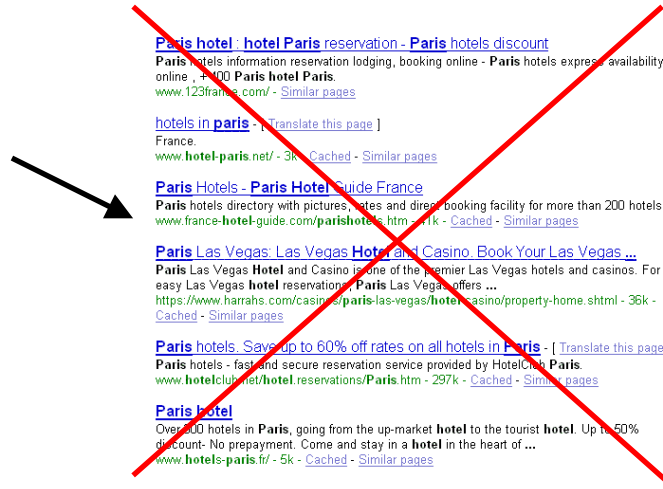 Paris hotel : hotel Paris reservation - Paris hotels discount
Paris hotels information reservation lodging, booking online - Paris hotels express availability
online , +400 Paris hotel Paris.
www.123france.com/ - Similar pages
hotels in paris - [ Translate this page ]
France.
www.hotel-paris.net/ - 3k - Cached - Similar pages
Paris Hotels - Paris Hotel Guide France
Paris hotels directory with pictures, rates and direct booking facility for more than 200 hotels
www.france-hotel-guide.com/parishotels.htm - 41k - Cached - Similar pages
Paris Las Vegas: Las Vegas Hotel and Casino. Book Your Las Vegas ...
Paris Las Vegas Hotel and Casino is one of the premier Las Vegas hotels and casinos. For
easy Las Vegas hotel reservations, Paris Las Vegas offers ...
https://www.harrahs.com/casinos/paris-las-vegas/hotel-casino/property-home.shtml - 36k -
Cached - Similar pages
Paris hotels. Save up to 60% off rates on all hotels in Paris - [ Translate this page
Paris hotels - fast and secure reservation service provided by HotelClub Paris.
www.hotelclub.net/hotel.reservations/Paris.htm - 297k - Cached - Similar pages
Paris hotel
Over 300 hotels in Paris, going from the up-market hotel to the tourist hotel. Up to 50%
discount- No prepayment. Come and stay in a hotel in the heart of ...
www.hotels-paris.fr/ - 5k - Cached - Similar pages